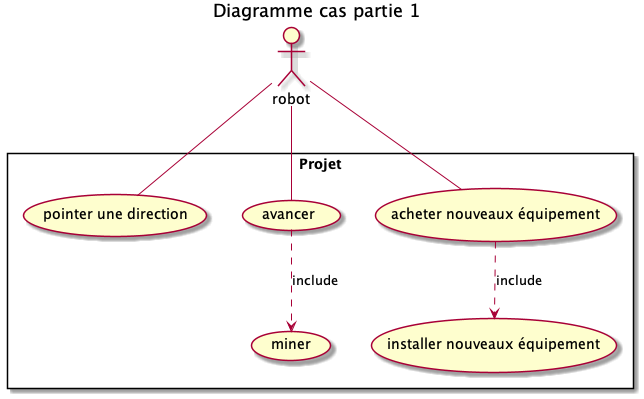 Diagramme cas partie 1
robot
Projet
pointer une direction
avancer
acheter nouveaux équipement
include
include
miner
installer nouveaux équipement